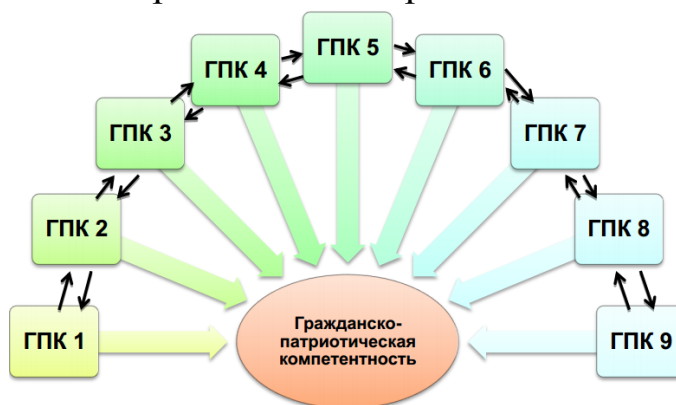 ГПК 5
ГПК 4
ГПК 6
ГПК 3
ГПК 7
ГПК 2
ГПК 8
ГПК 1
Гражданско-
патриотическая
компетентность
ГПК 9